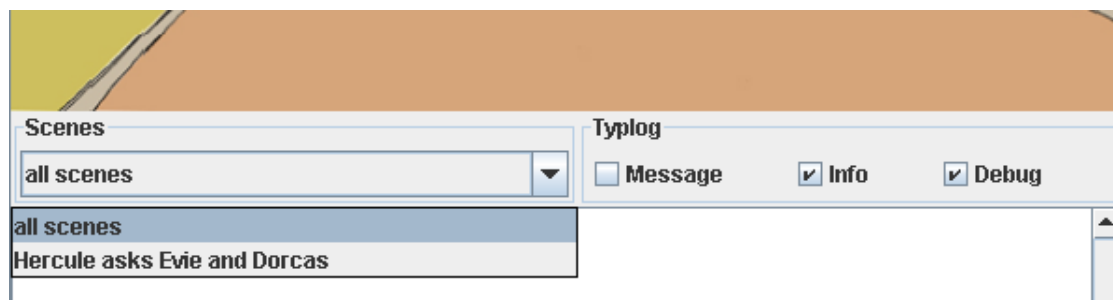 Scenes
all scenes
Typlog
Message
Info
Debug
all scenes
Hercule asks Evie and Dorcas